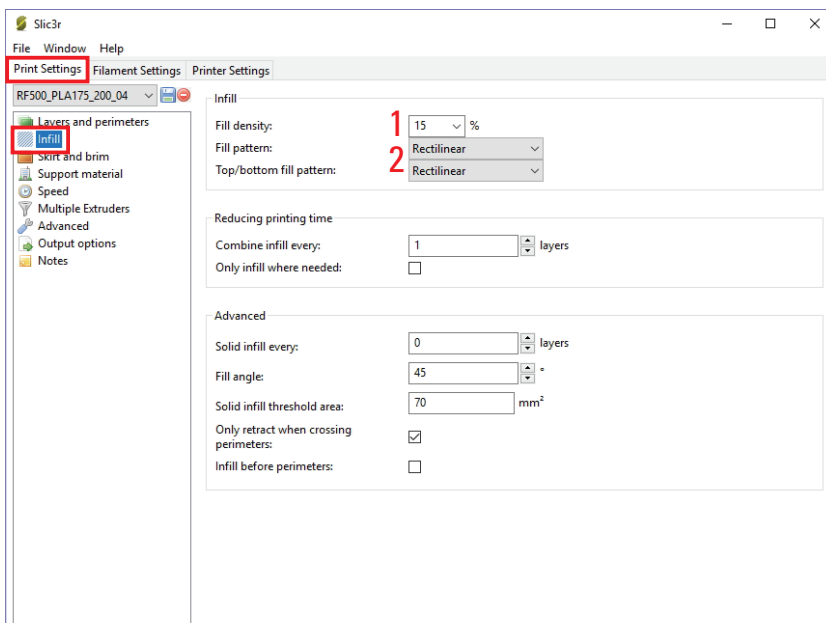 Slic3r
File Window Help
Print Settings Filament Settings Printer Settings
RF500_PLA175_200_04
Layers and perimeters
Infill
Skirt and brim
Support material
Speed
Multiple Extruders
Advanced
Output options
Notes
Infill
Fill density: 1 15 %
Fill pattern: 2 Rectilinear
Top/bottom fill pattern: Rectilinear
Reducing printing time
Combine infill every: 1 layers
Only infill where needed:
Advanced
Solid infill every: 0 layers
Fill angle: 45 °
Solid infill threshold area: 70 mm²
Only retract when crossing
perimeters:
Infill before perimeters: